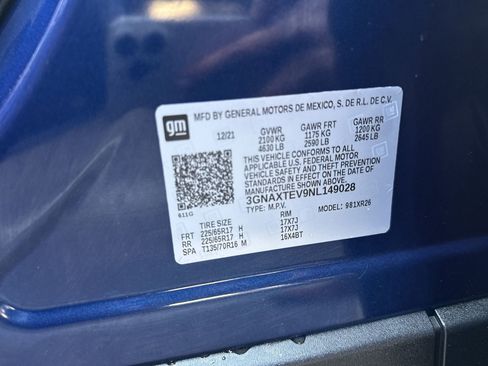 gm
MFD BY GENERAL MOTORS DE MEXICO, S. DE R.L. DE C.V.
12/21 GVWR GAWR FRT GAWR RR
2100 KG 1175 KG 1200 KG
4630 LB 2590 LB 2645 LB
THIS VEHICLE CONFORMS TO ALL
APPLICABLE U.S. FEDERAL MOTOR
VEHICLE SAFETY AND THEFT PREVENTION
STANDARDS IN EFFECT ON THE DATE OF
MANUFACTURE SHOWN ABOVE.
3GNAXTEV9NL149028
TYPE: M.P.V. MODEL: 981XR26
611G
TIRE SIZE RIM
FRT 225/65R17 H 17X7J
RR 225/65R17 H 17X7J
SPA T135/70R16 M 16X4BT